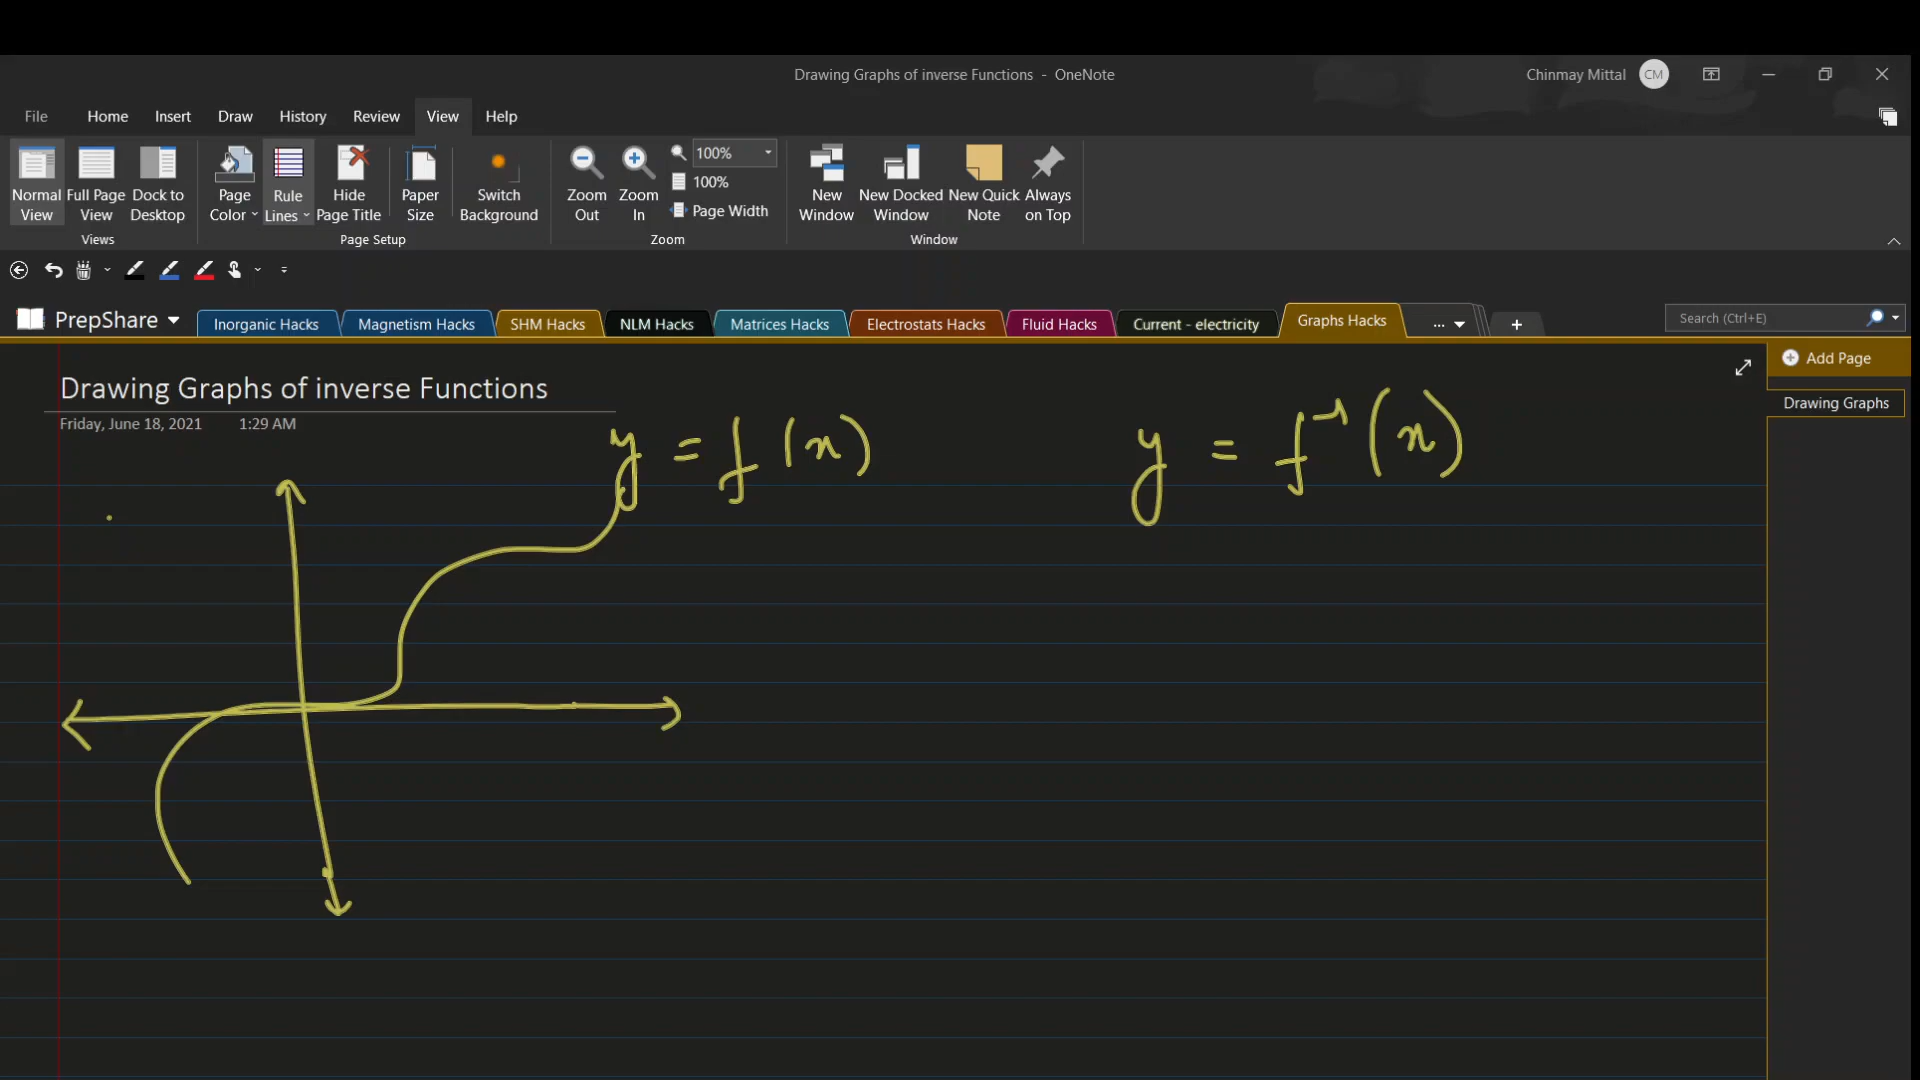 Drawing Graphs of inverse Functions - OneNote
Chinmay Mittal CM
File Home Insert Draw History Review View Help
Normal View Full Page View Dock to Desktop Page Color Rule Lines Hide Page Title Paper Size Switch Background Zoom Out Zoom In 100% 100% Page Width New Window New Docked Window New Quick Note Always on Top
Views Page Setup Zoom Window
PrepShare Inorganic Hacks Magnetism Hacks SHM Hacks NLM Hacks Matrices Hacks Electrostats Hacks Fluid Hacks Current - electricity Graphs Hacks ... + Search (Ctrl+E)
Add Page
Drawing Graphs
Drawing Graphs of inverse Functions
Friday, June 18, 2021 1:29 AM
y = f (x) y = f⁻¹ (x)